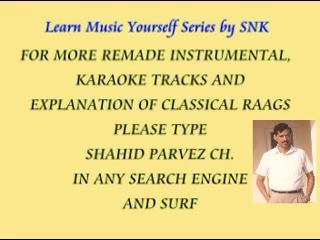 Learn Music Yourself Series by SNK
FOR MORE REMADE INSTRUMENTAL,
KARAOKE TRACKS AND
EXPLANATION OF CLASSICAL RAAGS
PLEASE TYPE
SHAHID PARVEZ CH.
IN ANY SEARCH ENGINE
AND SURF